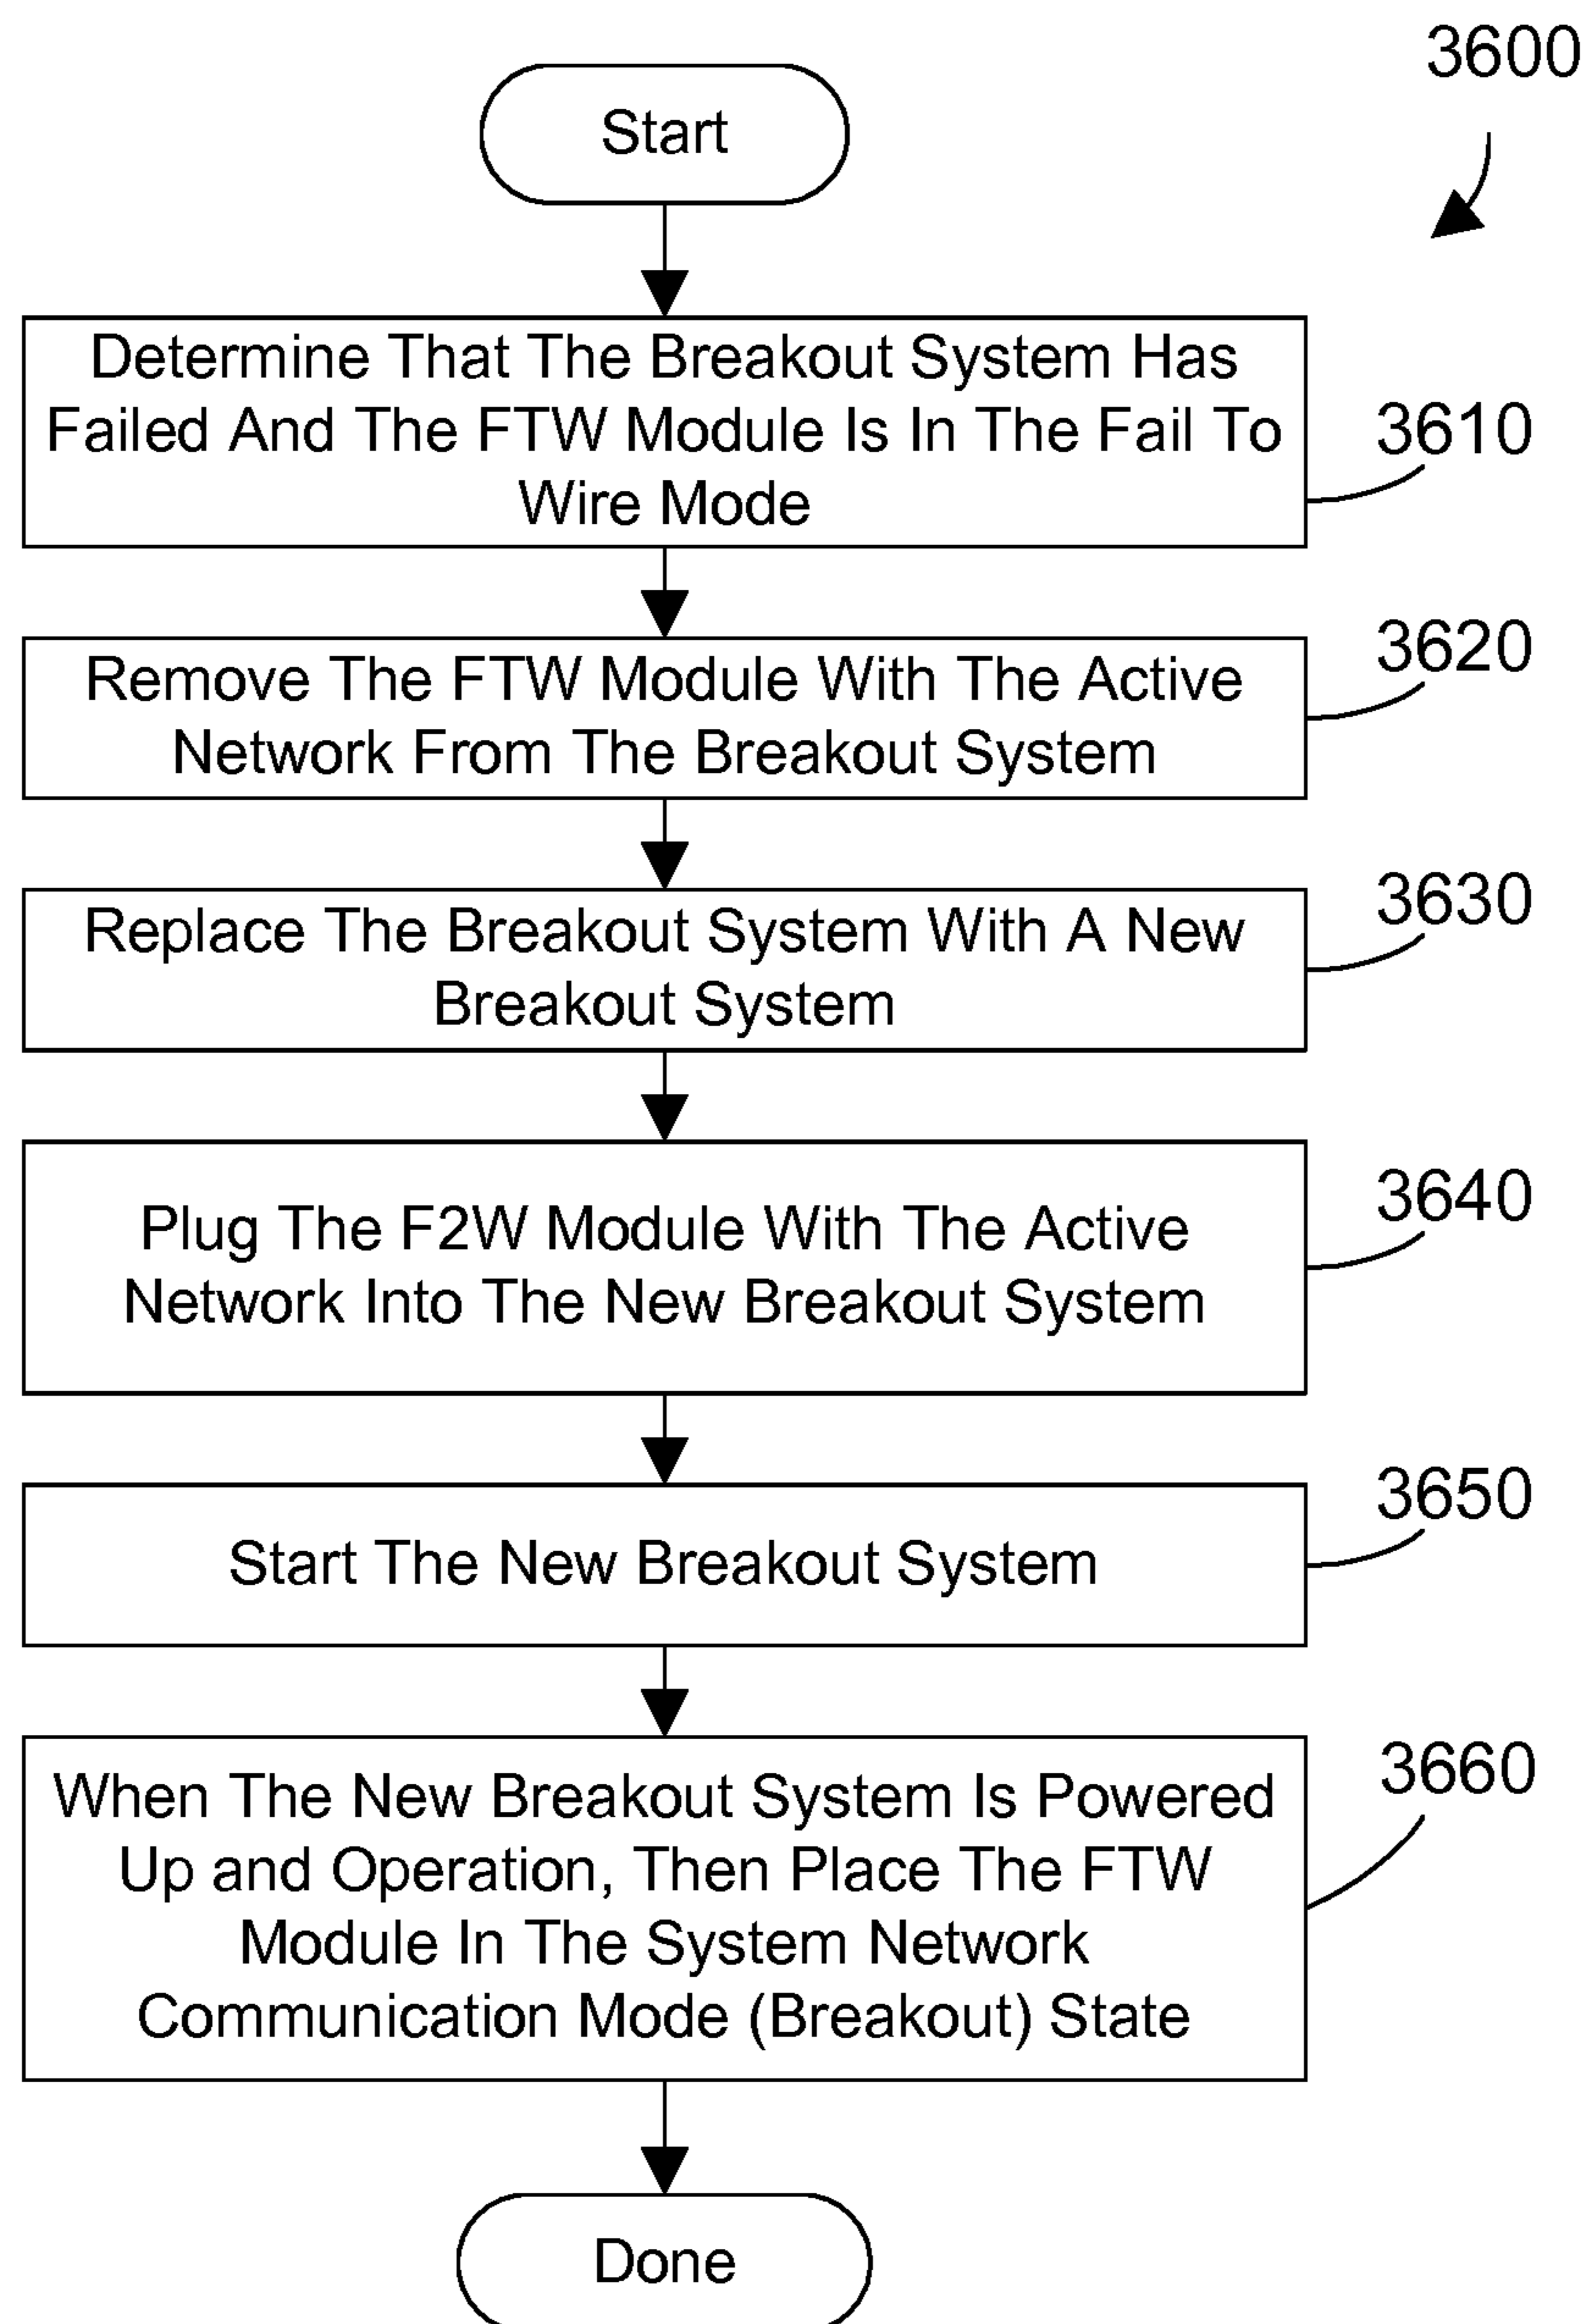 3600
Start
Determine That The Breakout System Has
Failed And The FTW Module Is In The Fail To
Wire Mode
3610
Remove The FTW Module With The Active
Network From The Breakout System
3620
Replace The Breakout System With A New
Breakout System
3630
Plug The F2W Module With The Active
Network Into The New Breakout System
3640
Start The New Breakout System
3650
When The New Breakout System Is Powered
Up and Operation, Then Place The FTW
Module In The System Network
Communication Mode (Breakout) State
3660
Done